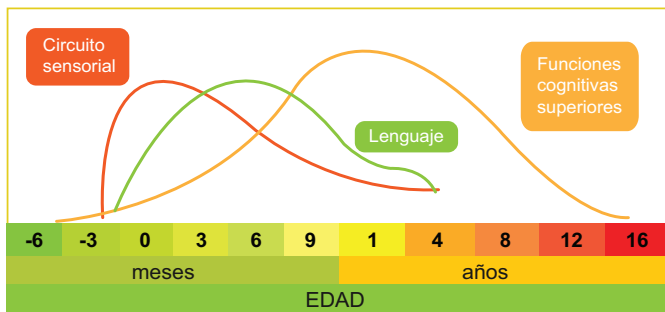 Circuito
sensorial
Funciones
cognitivas
superiores
Lenguaje
-6 -3 0 3 6 9 1 4 8 12 16
meses años
EDAD